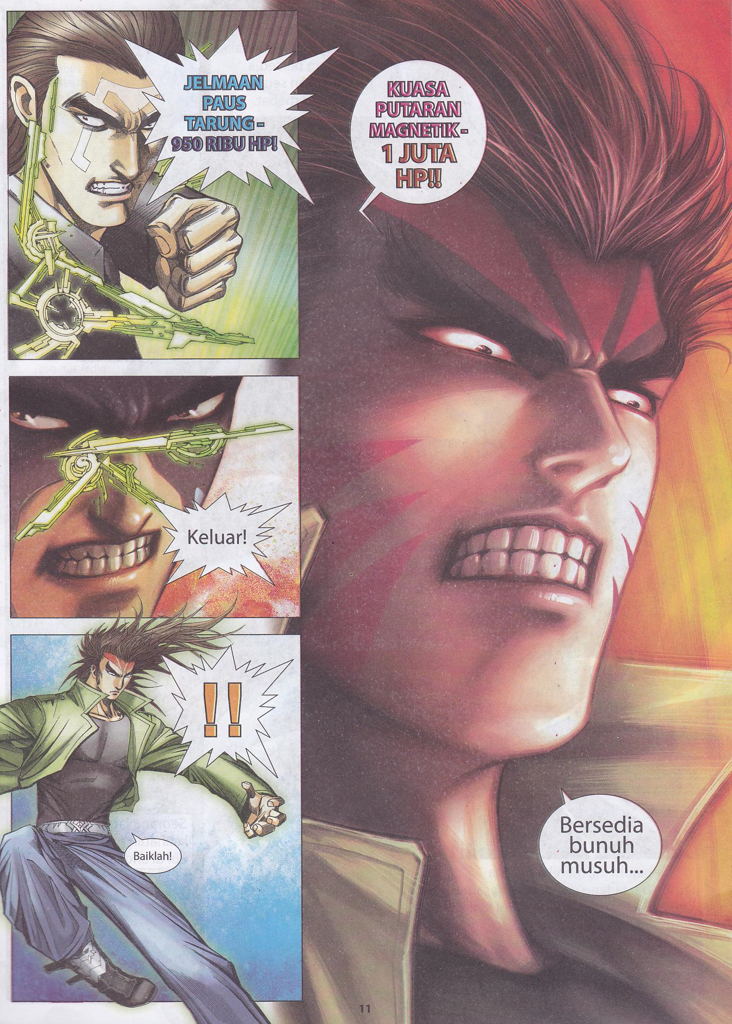 JELMAAN
PAUS
TARUNG -
950 RIBU HP!
KUASA
PUTARAN
MAGNETIK -
1 JUTA
HP!!
Keluar!
!!
Baiklah!
Bersedia
bunuh
musuh...
11